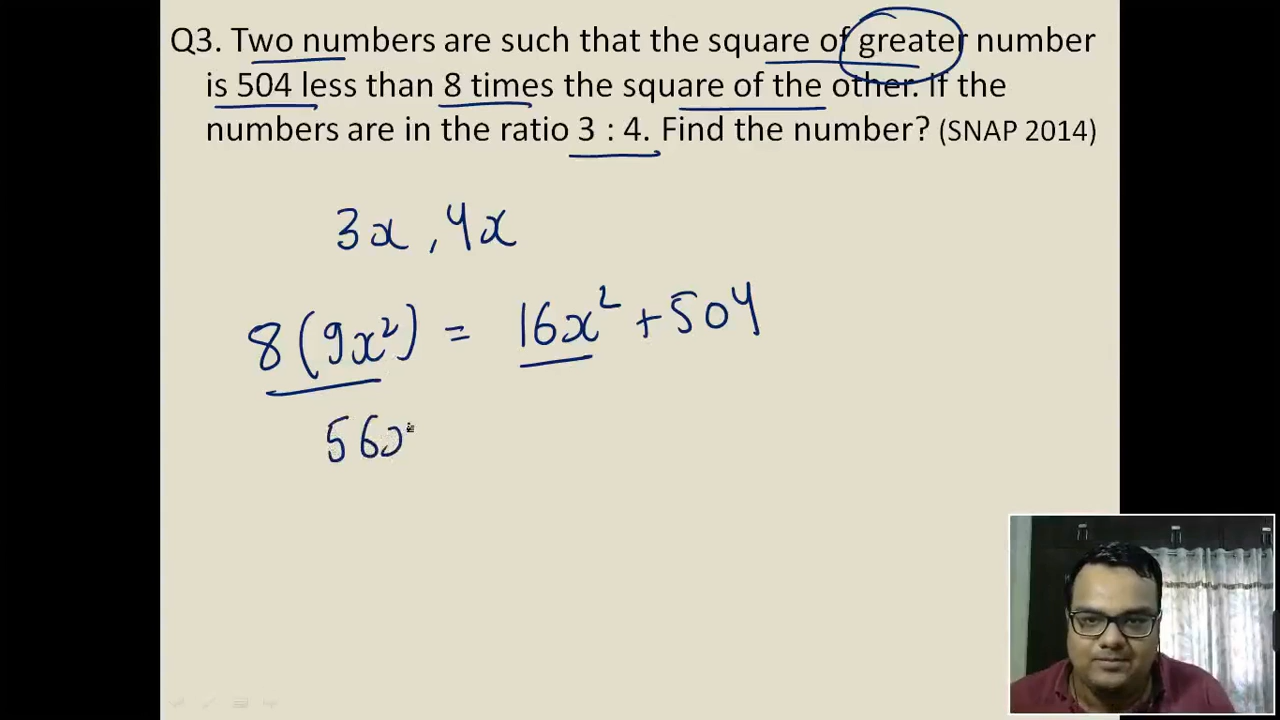 Q3. Two numbers are such that the square of greater number
is 504 less than 8 times the square of the other. If the
numbers are in the ratio 3 : 4. Find the number? (SNAP 2014)
3x , 4x
8(9x²) = 16x² + 504
56x